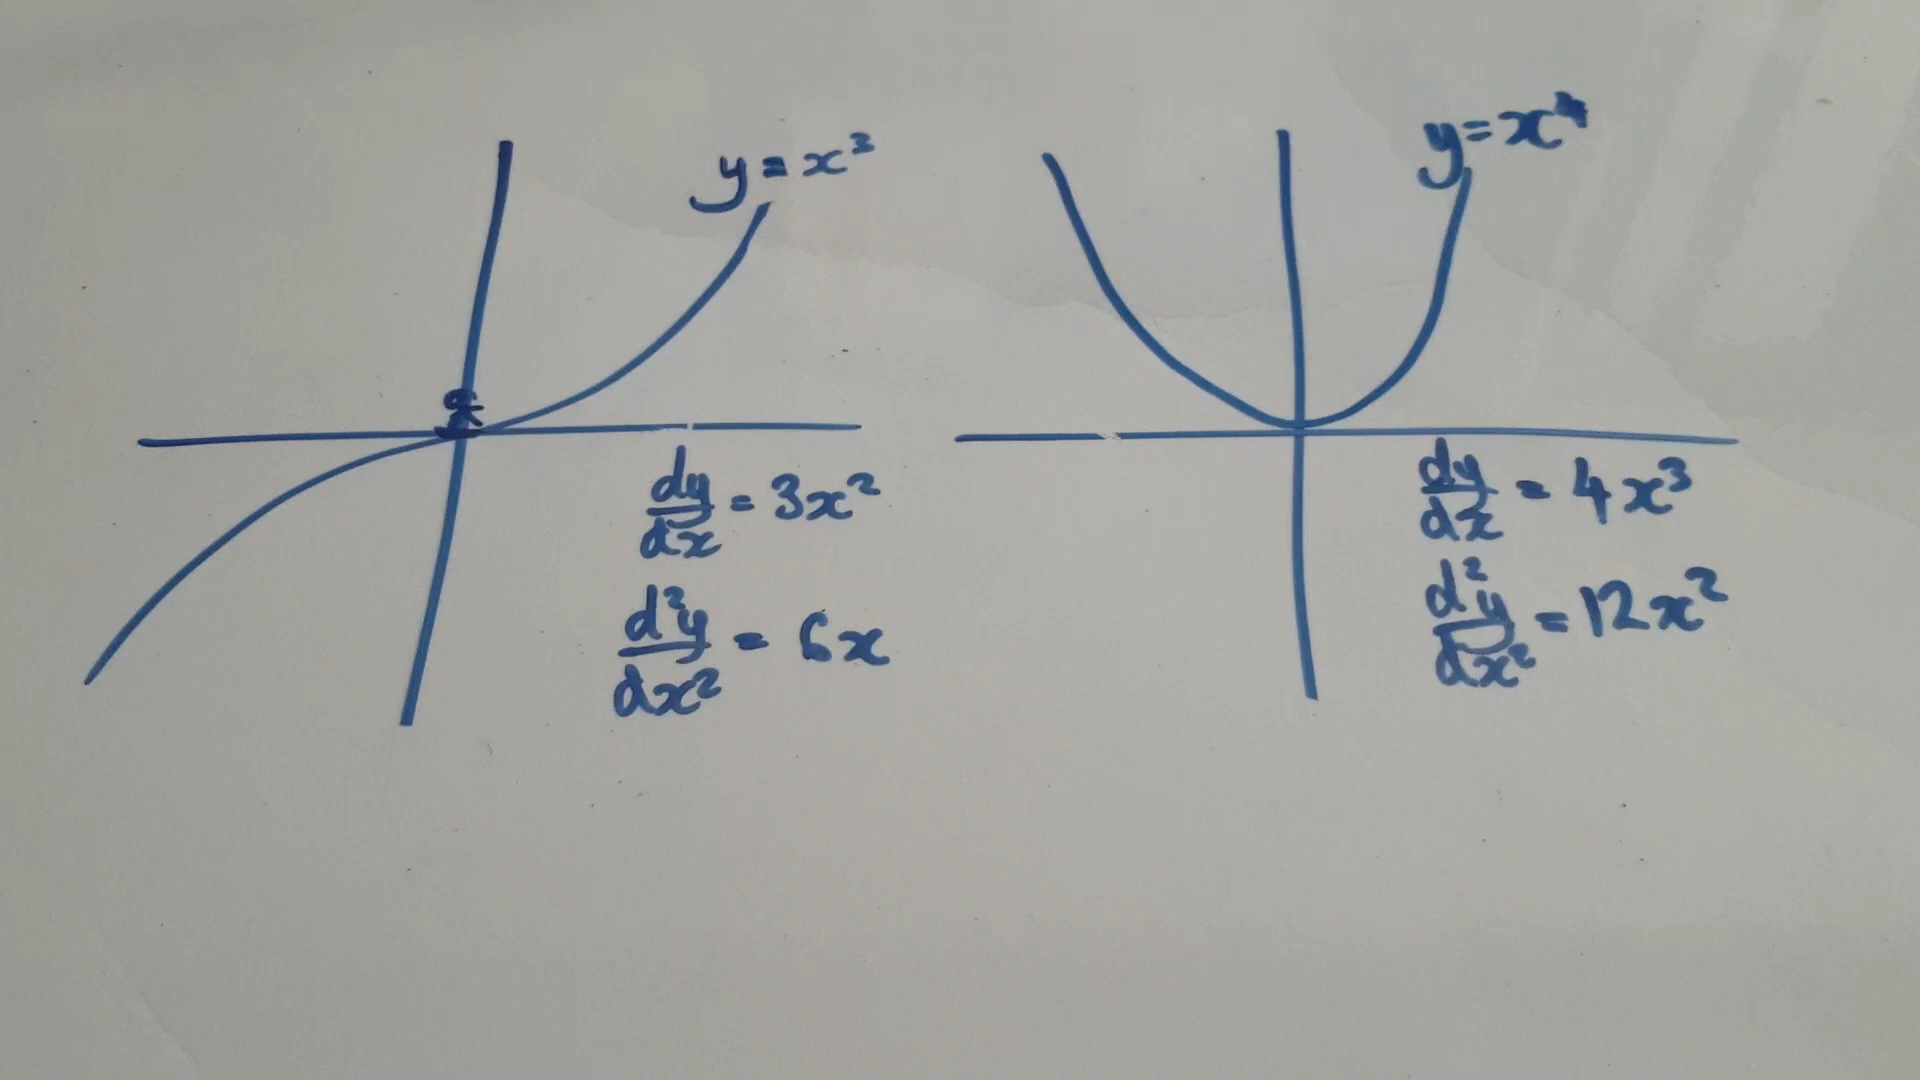 y = x³
dy/dx = 3x²
d²y/dx² = 6x
y = x⁴
dy/dx = 4x³
d²y/dx² = 12x²